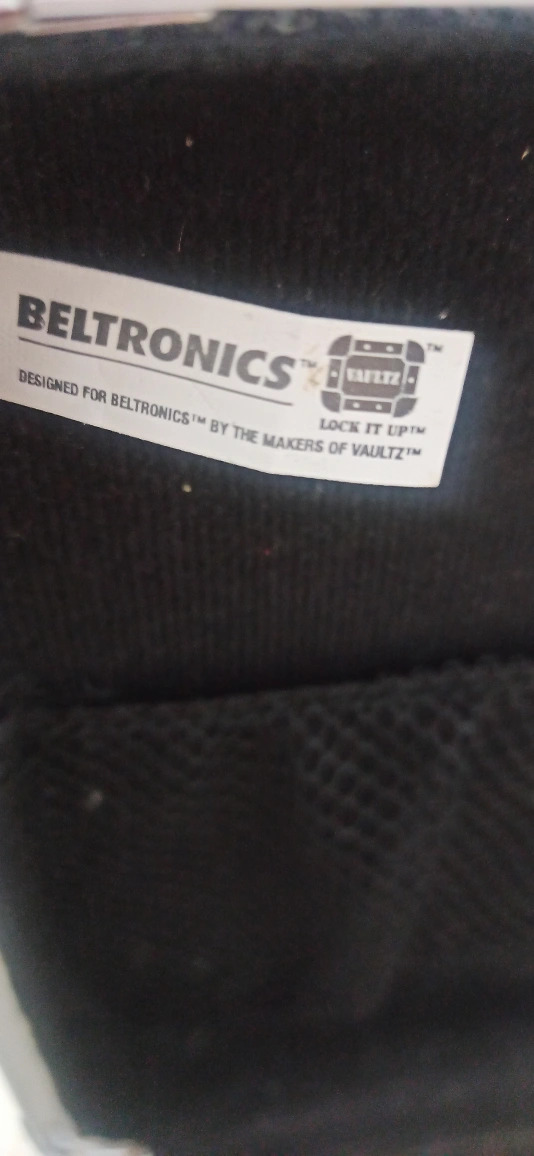 BELTRONICS™
DESIGNED FOR BELTRONICS™ BY THE MAKERS OF VAULTZ™
VAULTZ ™
LOCK IT UP™